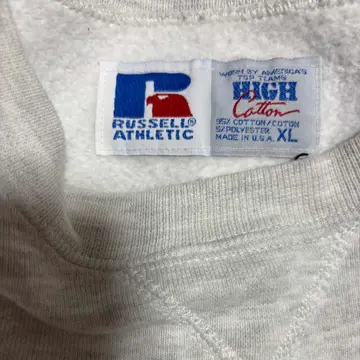 RUSSELL
ATHLETIC
WORN BY AMERICA'S
TOP TEAMS
HIGH
Cotton
95% COTTON/COTON
5% POLYESTER
MADE IN U.S.A. XL